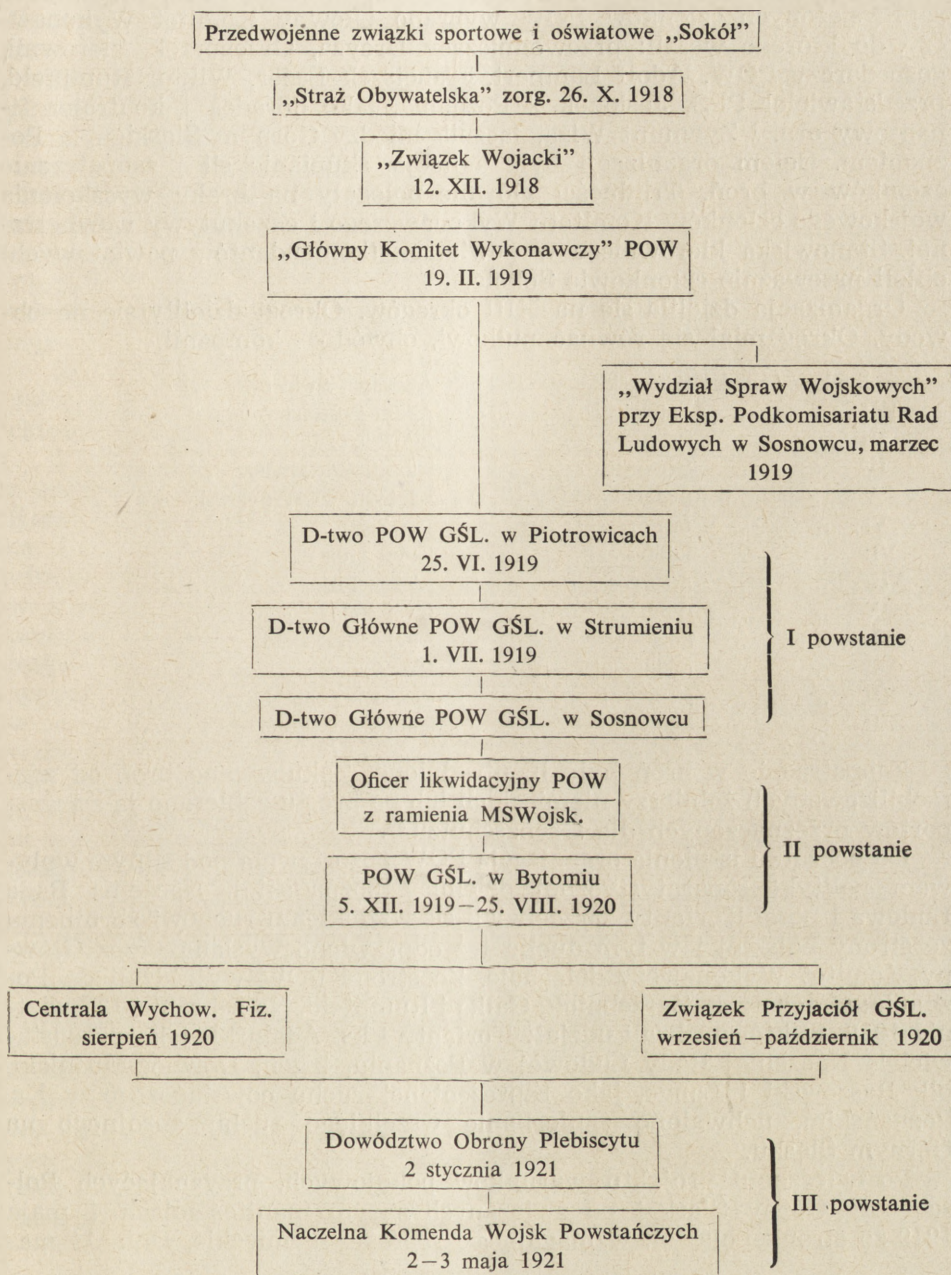 Przedwojenne związki sportowe i oświatowe ,,Sokół”
,,Straż Obywatelska” zorg. 26. X. 1918
,,Związek Wojacki”
12. XII. 1918
,,Główny Komitet Wykonawczy” POW
19. II. 1919
,,Wydział Spraw Wojskowych”
przy Eksp. Podkomisariatu Rad
Ludowych w Sosnowcu, marzec
1919
D-two POW GŚL. w Piotrowicach
25. VI. 1919
D-two Główne POW GŚL. w Strumieniu
1. VII. 1919
I powstanie
D-two Główne POW GŚL. w Sosnowcu
Oficer likwidacyjny POW
z ramienia MSWojsk.
II powstanie
POW GŚL. w Bytomiu
5. XII. 1919—25. VIII. 1920
Centrala Wychow. Fiz.
sierpień 1920
Związek Przyjaciół GŚL.
wrzesień—październik 1920
Dowództwo Obrony Plebiscytu
2 stycznia 1921
III powstanie
Naczelna Komenda Wojsk Powstańczych
2—3 maja 1921